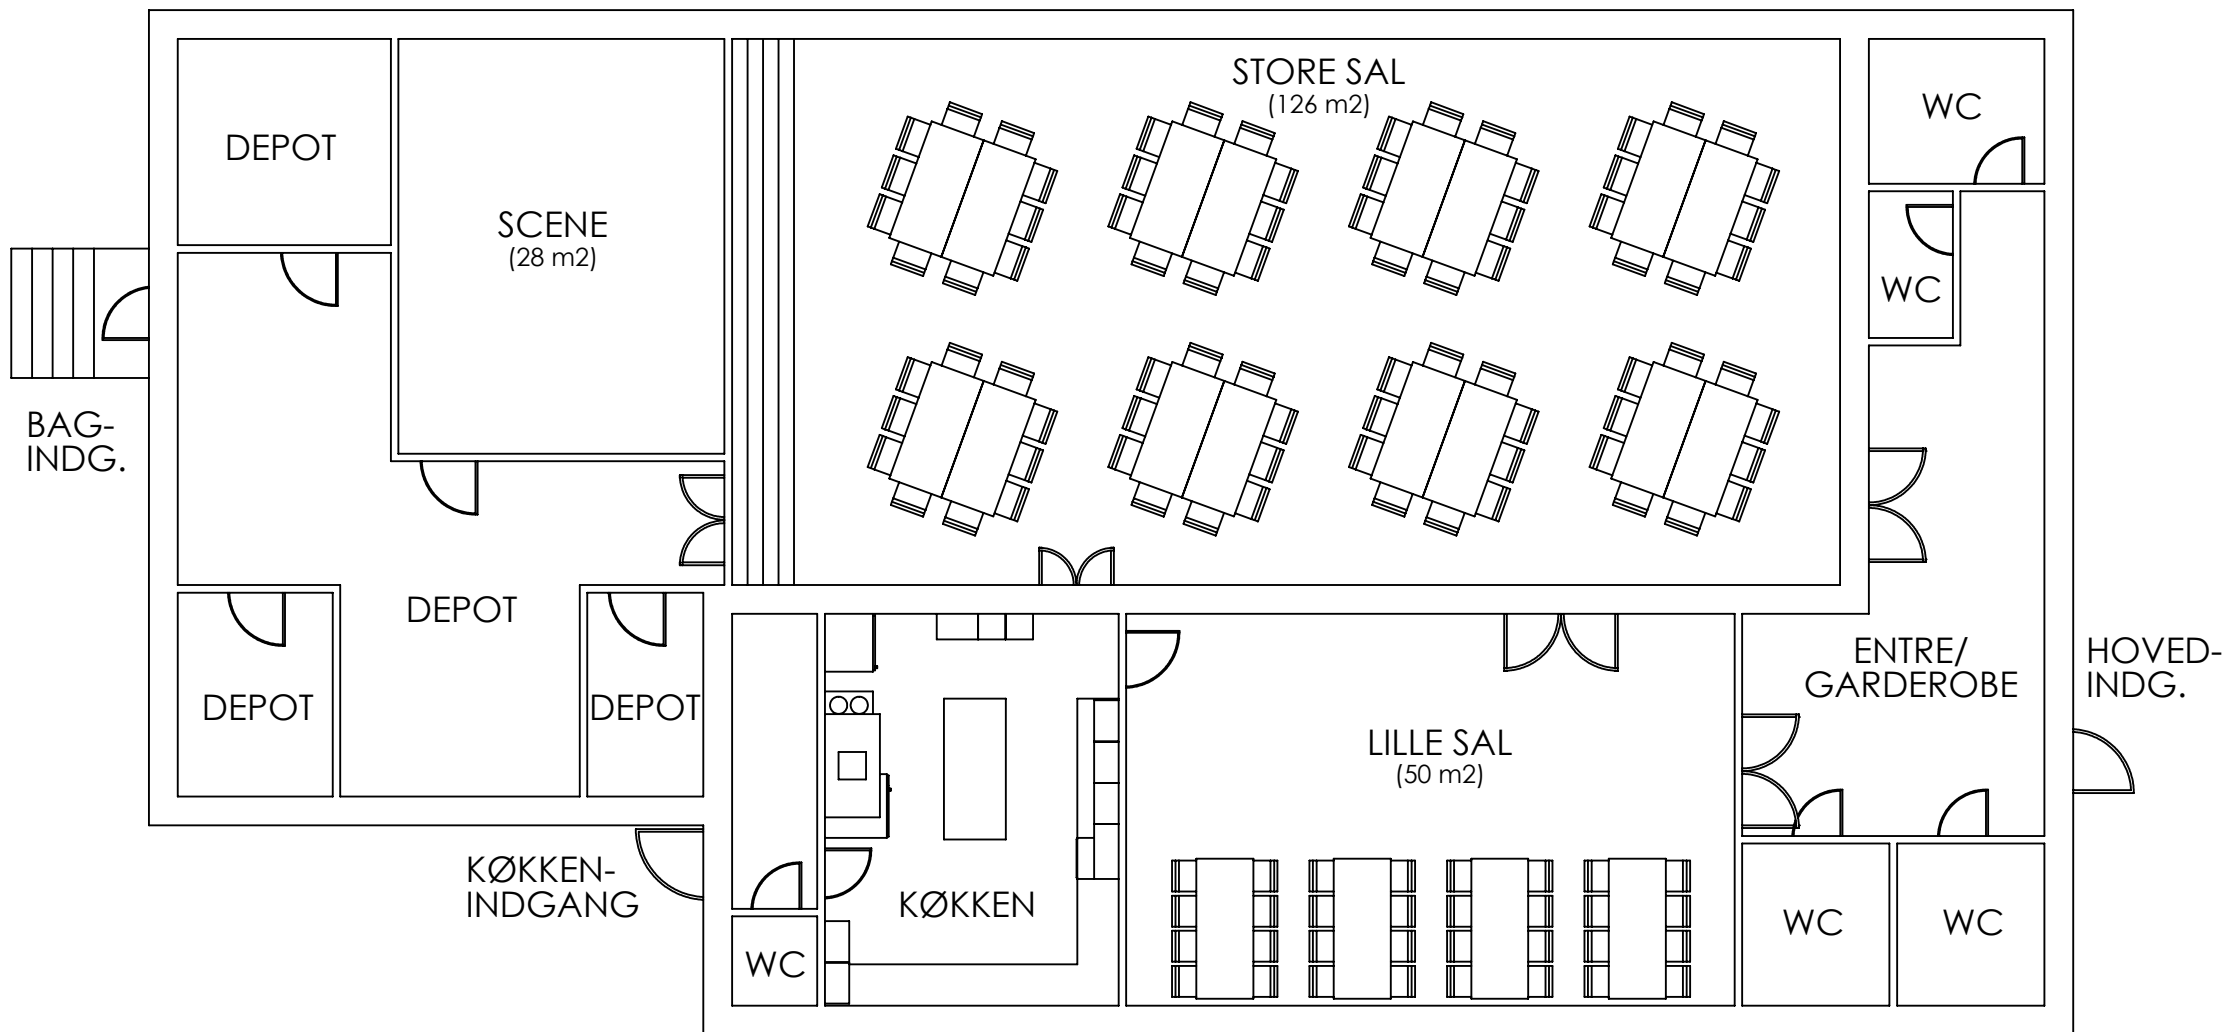 STORE SAL
(126 m2)
WC
DEPOT
SCENE
(28 m2)
WC
BAG-
INDG.
DEPOT
ENTRE/
GARDEROBE
HOVED-
INDG.
DEPOT
DEPOT
LILLE SAL
(50 m2)
KØKKEN-
INDGANG
KØKKEN
WC
WC
WC